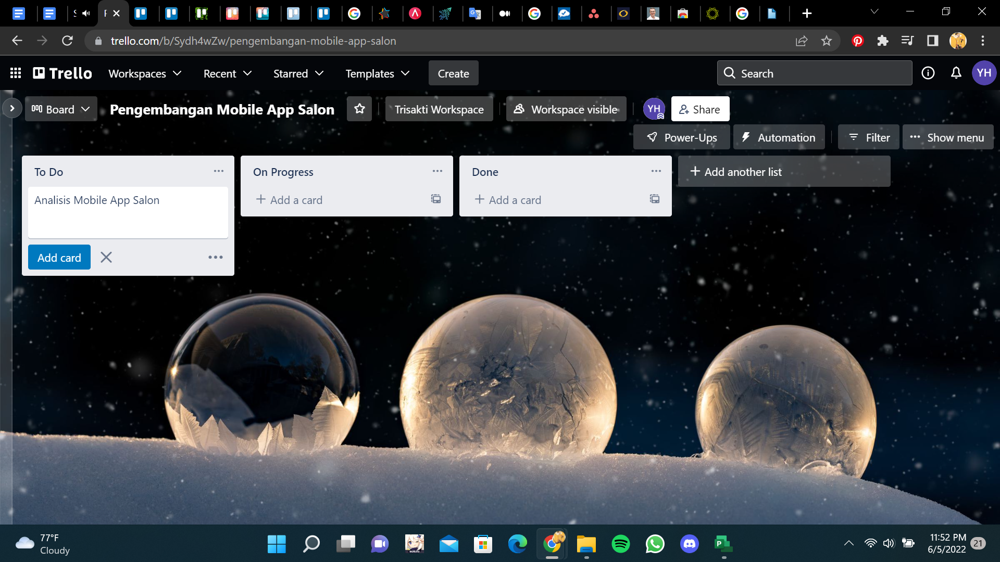 S
F
trello.com/b/Sydh4wZw/pengembangan-mobile-app-salon
Trello
Workspaces
Recent
Starred
Templates
Create
Search
YH
Board
Pengembangan Mobile App Salon
Trisakti Workspace
Workspace visible
YH
Share
Power-Ups
Automation
Filter
Show menu
To Do
On Progress
Done
Add another list
Analisis Mobile App Salon
Add a card
Add a card
Add card
77°F
Cloudy
11:52 PM
6/5/2022
21